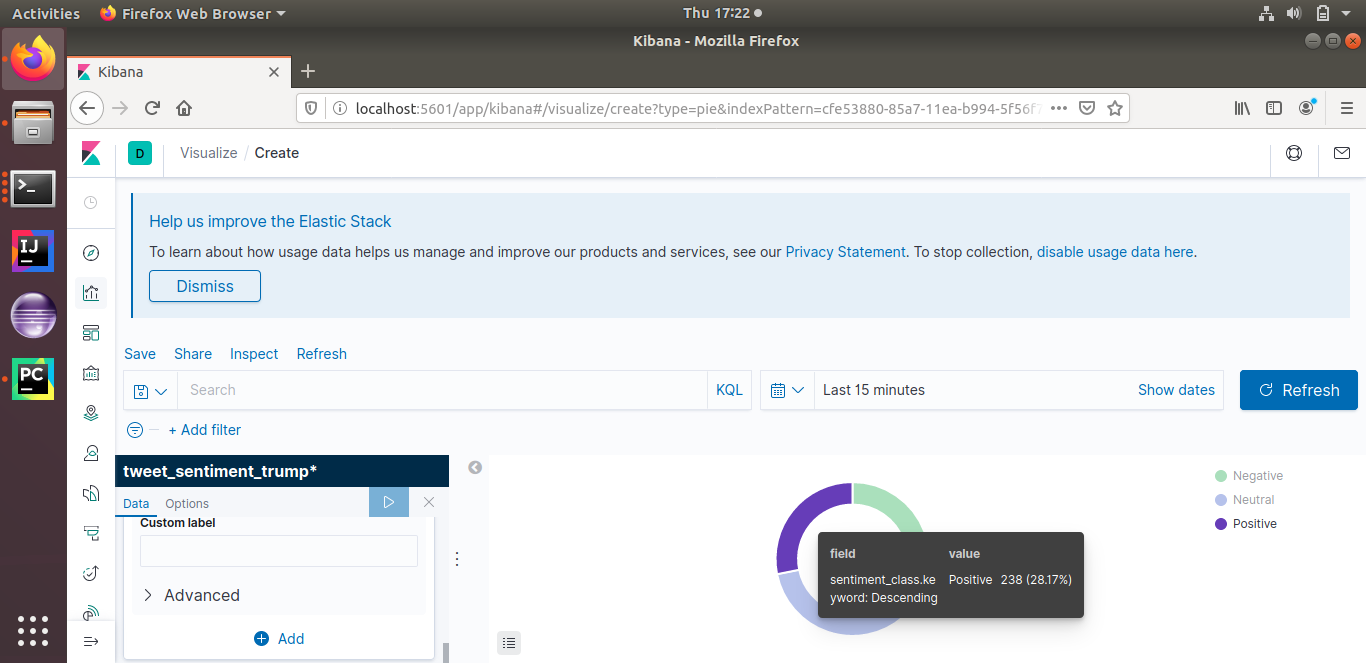 Activities Firefox Web Browser Thu 17:22
Kibana - Mozilla Firefox
Kibana
localhost:5601/app/kibana#/visualize/create?type=pie&indexPattern=cfe53880-85a7-11ea-b994-5f56f
D Visualize / Create
Help us improve the Elastic Stack
To learn about how usage data helps us manage and improve our products and services, see our Privacy Statement. To stop collection, disable usage data here.
Dismiss
Save Share Inspect Refresh
Search KQL Last 15 minutes Show dates Refresh
+ Add filter
tweet_sentiment_trump*
Data Options
Custom label
Advanced
Add
Negative
Neutral
Positive
field value
sentiment_class.ke Positive 238 (28.17%)
yword: Descending
IJ
PC